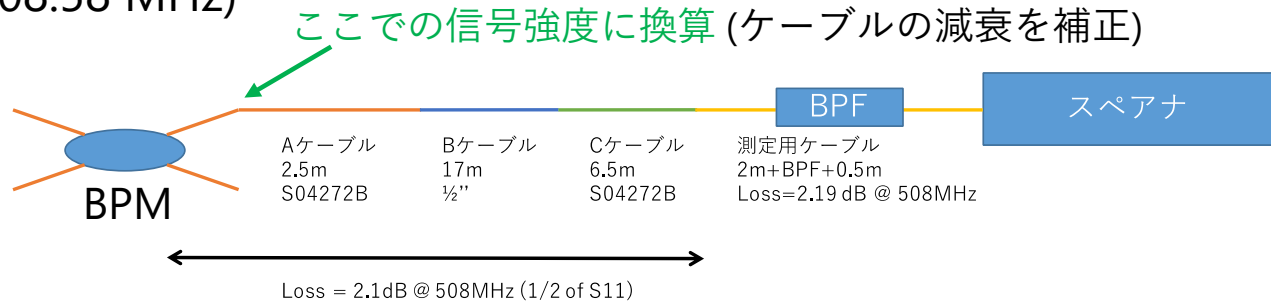 08.58 MHz)
ここでの信号強度に換算 (ケーブルの減衰を補正)
BPF
スペアナ
Aケーブル
2.5m
S04272B
Bケーブル
17m
½’’
Cケーブル
6.5m
S04272B
測定用ケーブル
2m+BPF+0.5m
Loss=2.19 dB @ 508MHz
BPM
Loss = 2.1dB @ 508MHz (1/2 of S11)